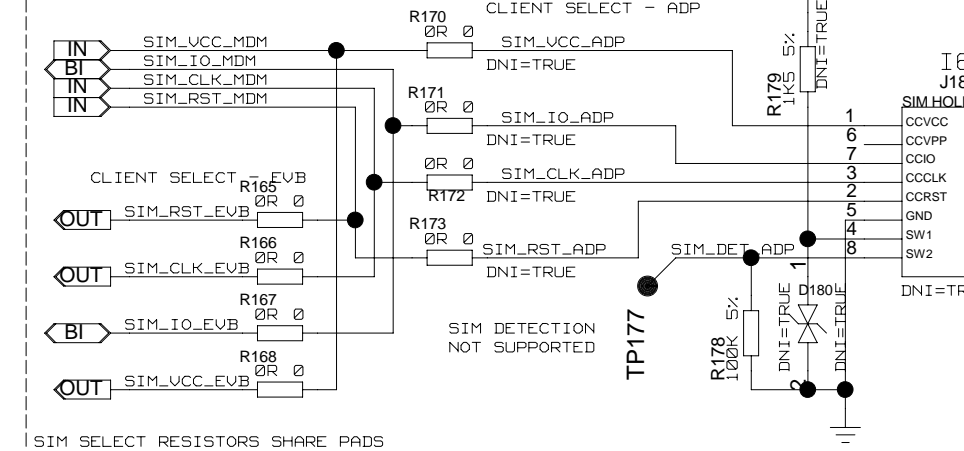 CLIENT SELECT - ADP
R170
0R 0
SIM_VCC_ADP
DNI=TRUE
IN SIM_VCC_MDM
BI SIM_IO_MDM
IN SIM_CLK_MDM
IN SIM_RST_MDM
R171
0R 0
SIM_IO_ADP
DNI=TRUE
0R 0
R172
SIM_CLK_ADP
DNI=TRUE
R173
0R 0
SIM_RST_ADP
DNI=TRUE
CLIENT SELECT - EVB
R165
0R 0
OUT SIM_RST_EVB
R166
0R 0
OUT SIM_CLK_EVB
R167
0R 0
BI SIM_IO_EVB
R168
0R 0
OUT SIM_VCC_EVB
SIM SELECT RESISTORS SHARE PADS
SIM DETECTION
NOT SUPPORTED
SIM_DET_ADP
TP177
R178
100K 5%
R179
1K5 5%
DNI=TRUE
1
D180
DNI=TRUE
DNI=TRUE
2
J18
SIM HOL
1 CCVCC
6 CCVPP
7 CCIO
3 CCCLK
2 CCRST
5 GND
4 SW1
8 SW2
DNI=TR